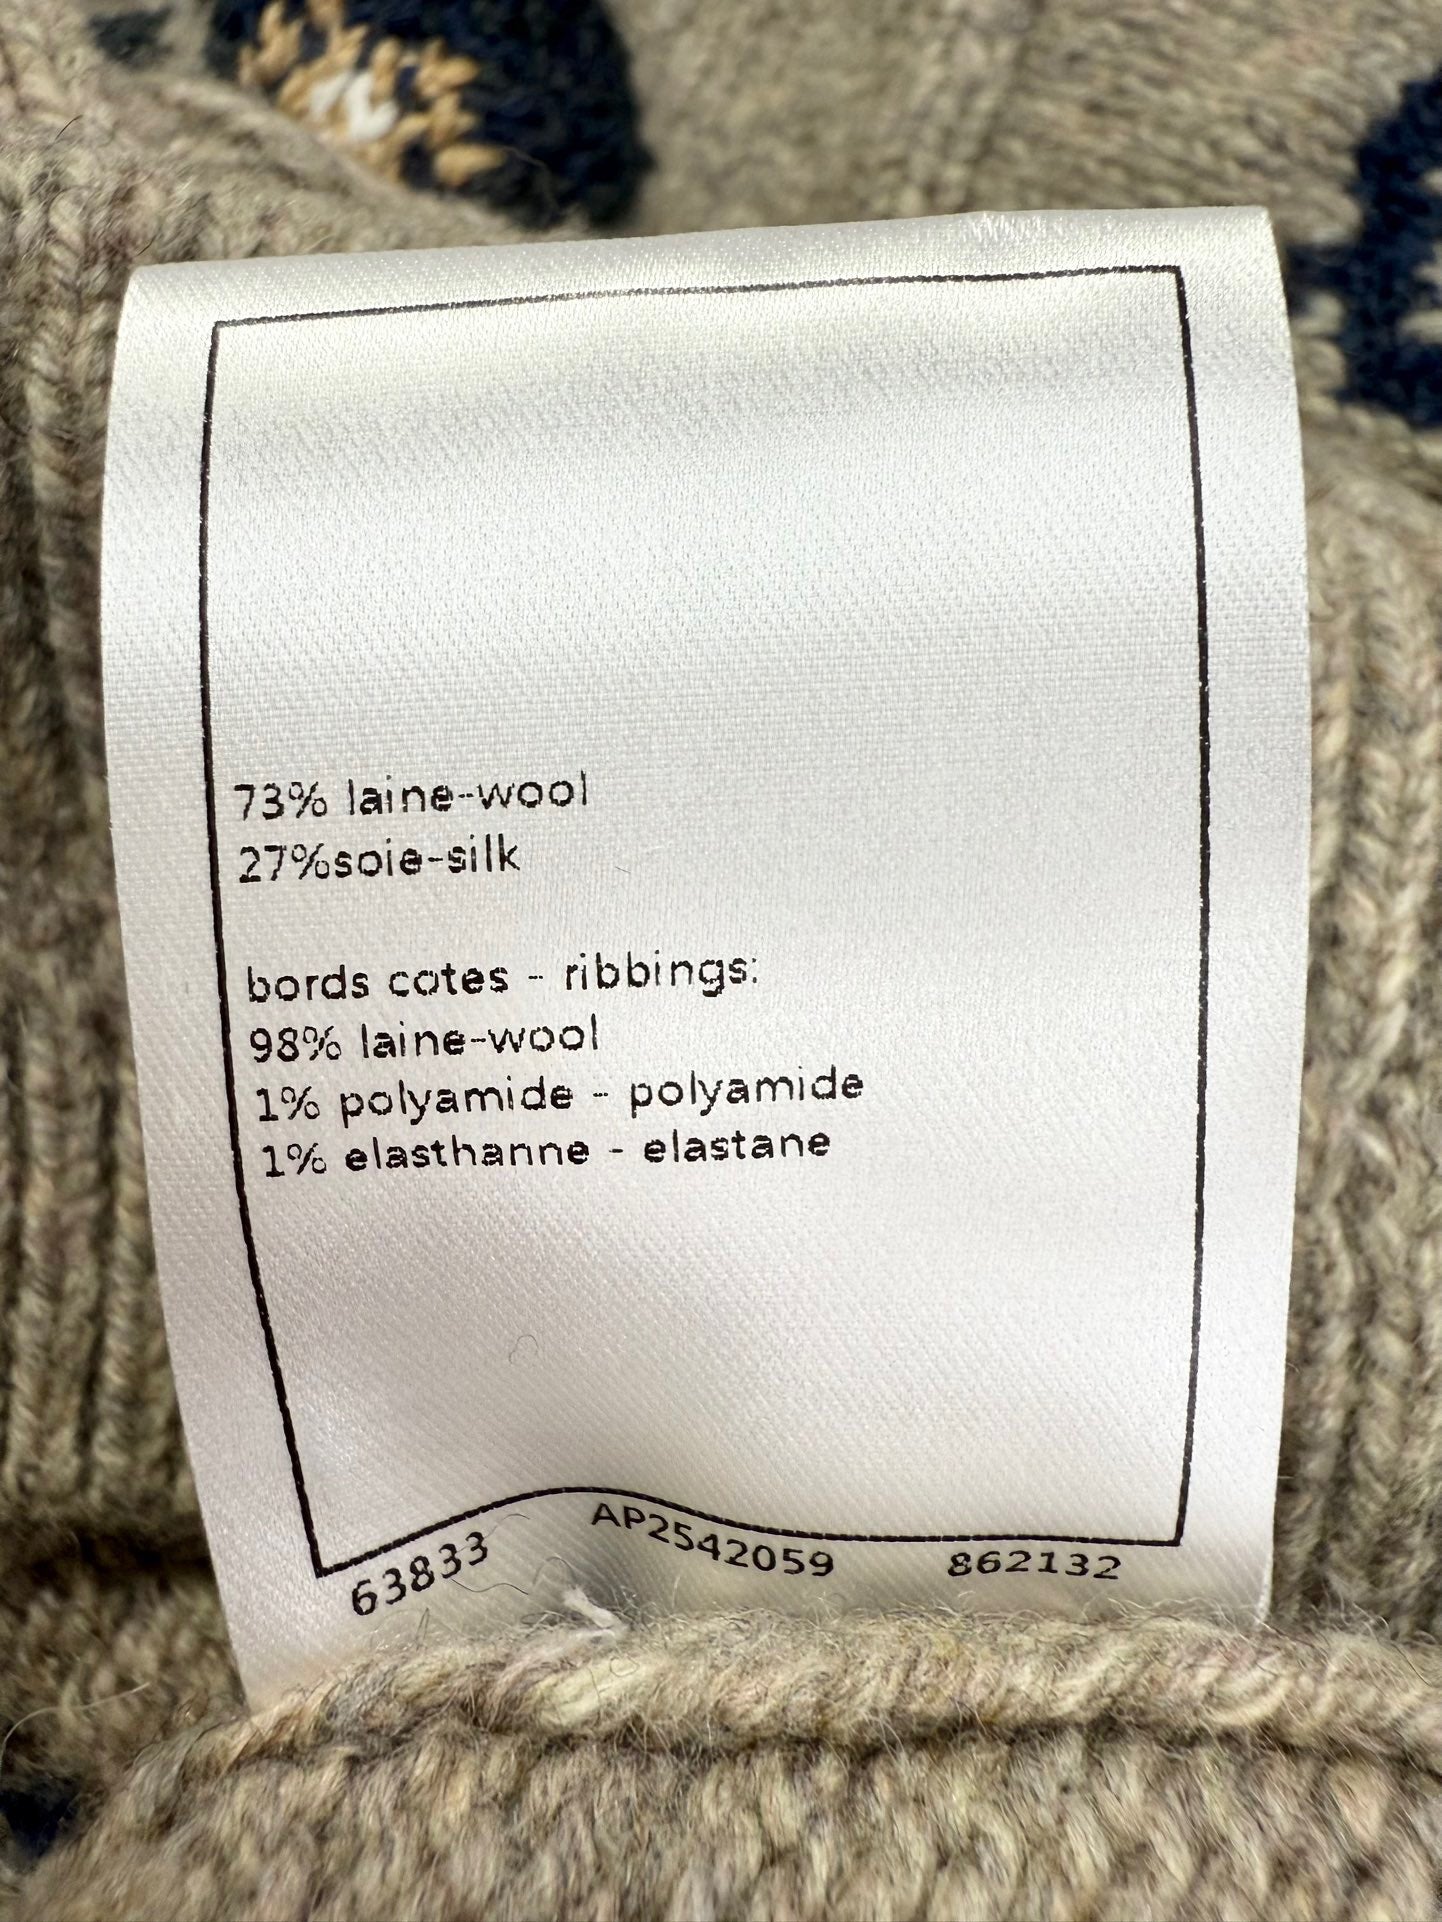 73% laine-wool
27%soie-silk
bords cotes - ribbings:
98% laine-wool
1% polyamide - polyamide
1% elasthanne - elastane
63833 AP2542059 862132